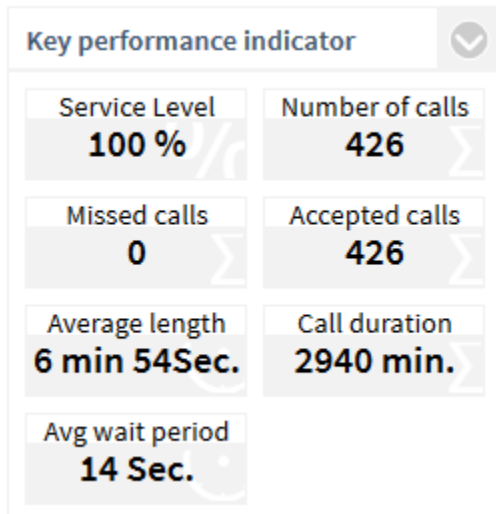 Key performance indicator
Service Level
100 %
Number of calls
426
Missed calls
0
Accepted calls
426
Average length
6 min 54Sec.
Call duration
2940 min.
Avg wait period
14 Sec.